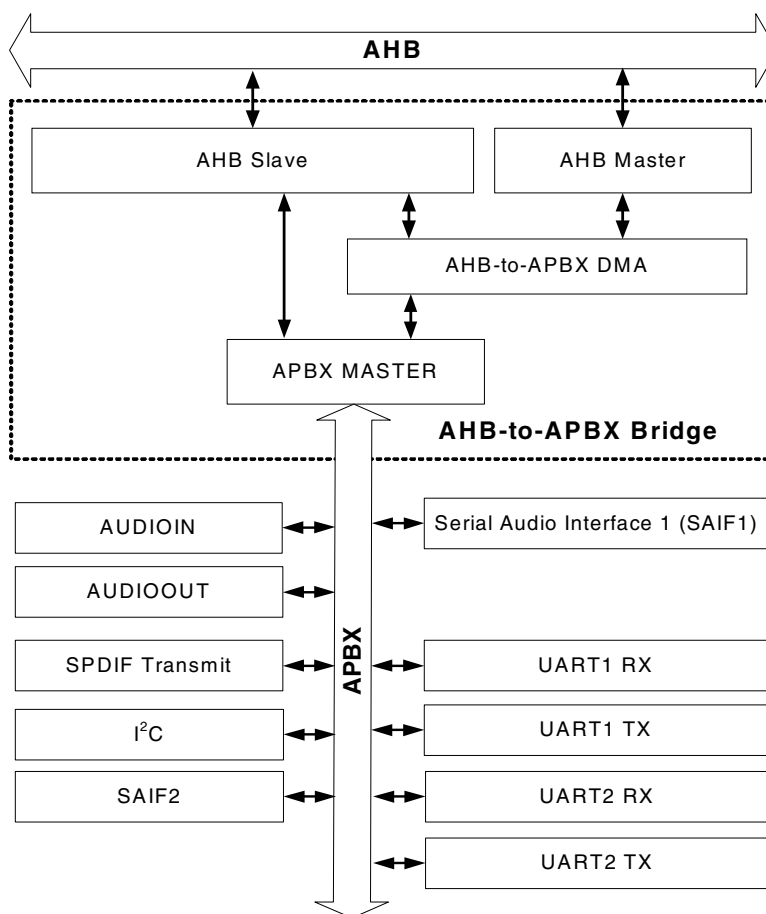 AHB
AHB Slave
AHB Master
AHB-to-APBX DMA
APBX MASTER
AHB-to-APBX Bridge
AUDIOIN
Serial Audio Interface 1 (SAIF1)
AUDIOOUT
SPDIF Transmit
UART1 RX
APBX
I²C
UART1 TX
SAIF2
UART2 RX
UART2 TX